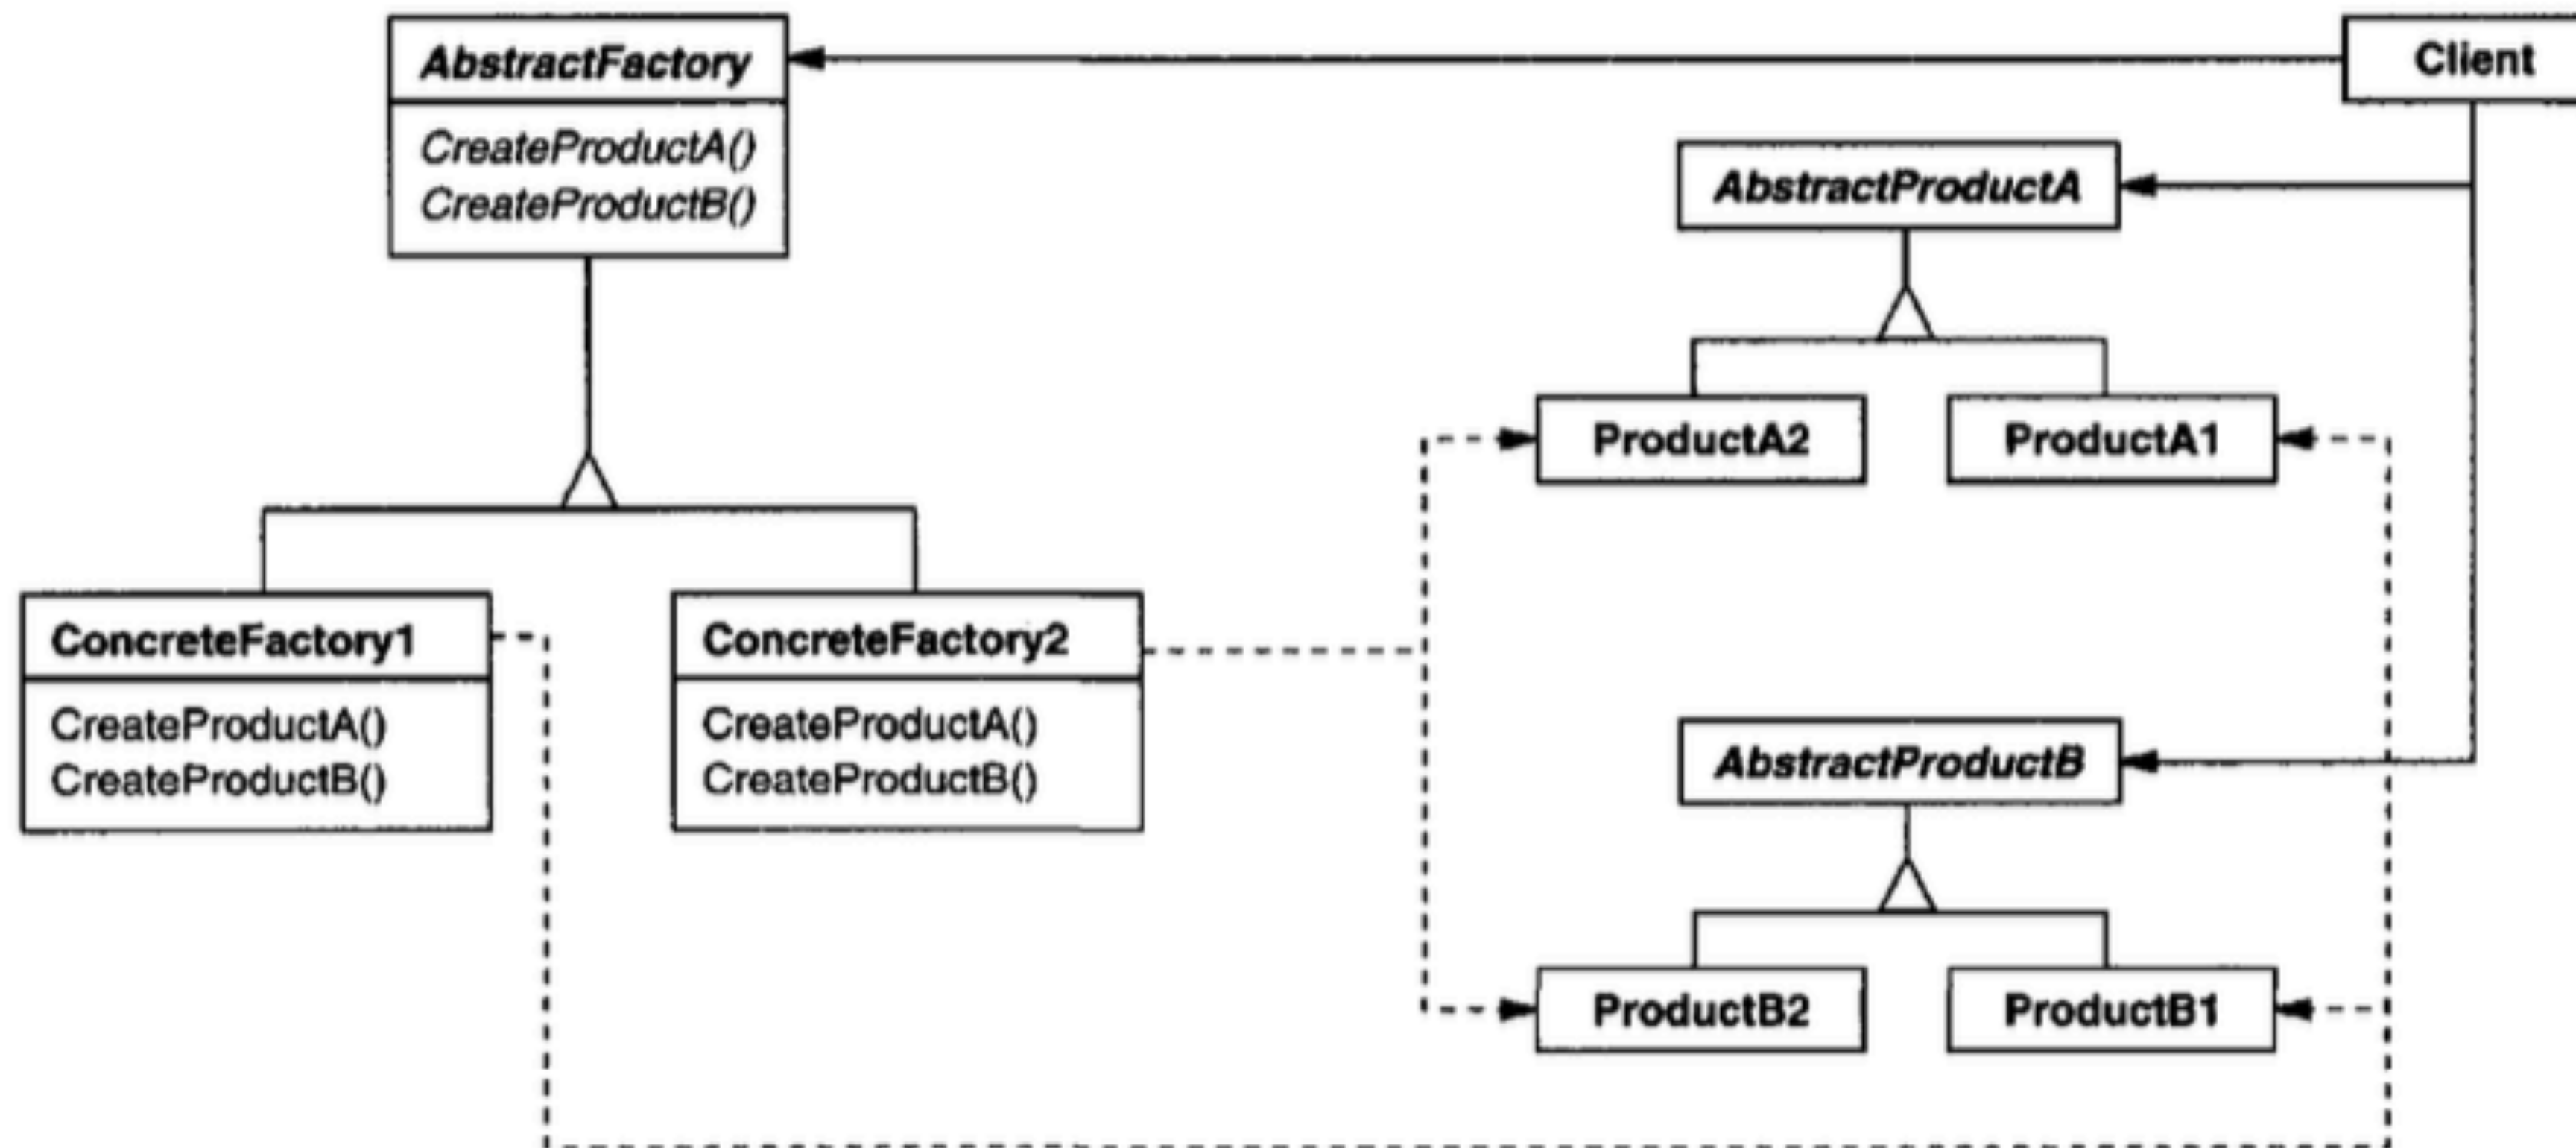 AbstractFactory
CreateProductA()
CreateProductB()
Client
AbstractProductA
ProductA2
ProductA1
ConcreteFactory1
CreateProductA()
CreateProductB()
ConcreteFactory2
CreateProductA()
CreateProductB()
AbstractProductB
ProductB2
ProductB1